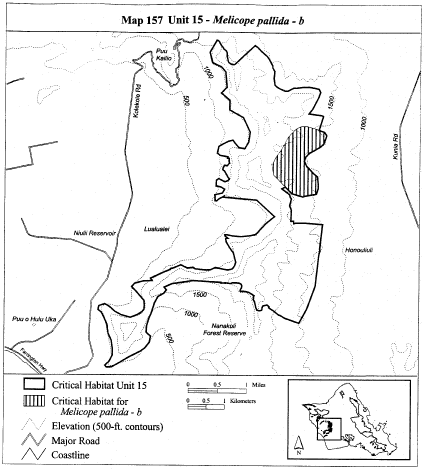 Map 157 Unit 15 - Melicope pallida - b
Puu
Kailio
1000
500
1500
1000
Kolekole Rd
Kunia Rd
Niulii Reservoir
Lualualei
Honouliuli
Puu o Hulu Uka
Farrington Hwy
1500
1000
500
Nanakuli
Forest Reserve
Critical Habitat Unit 15
Critical Habitat for
Melicope pallida - b
Elevation (500-ft. contours)
Major Road
Coastline
0 0.5 1 Miles
0 0.5 1 Kilometers
N